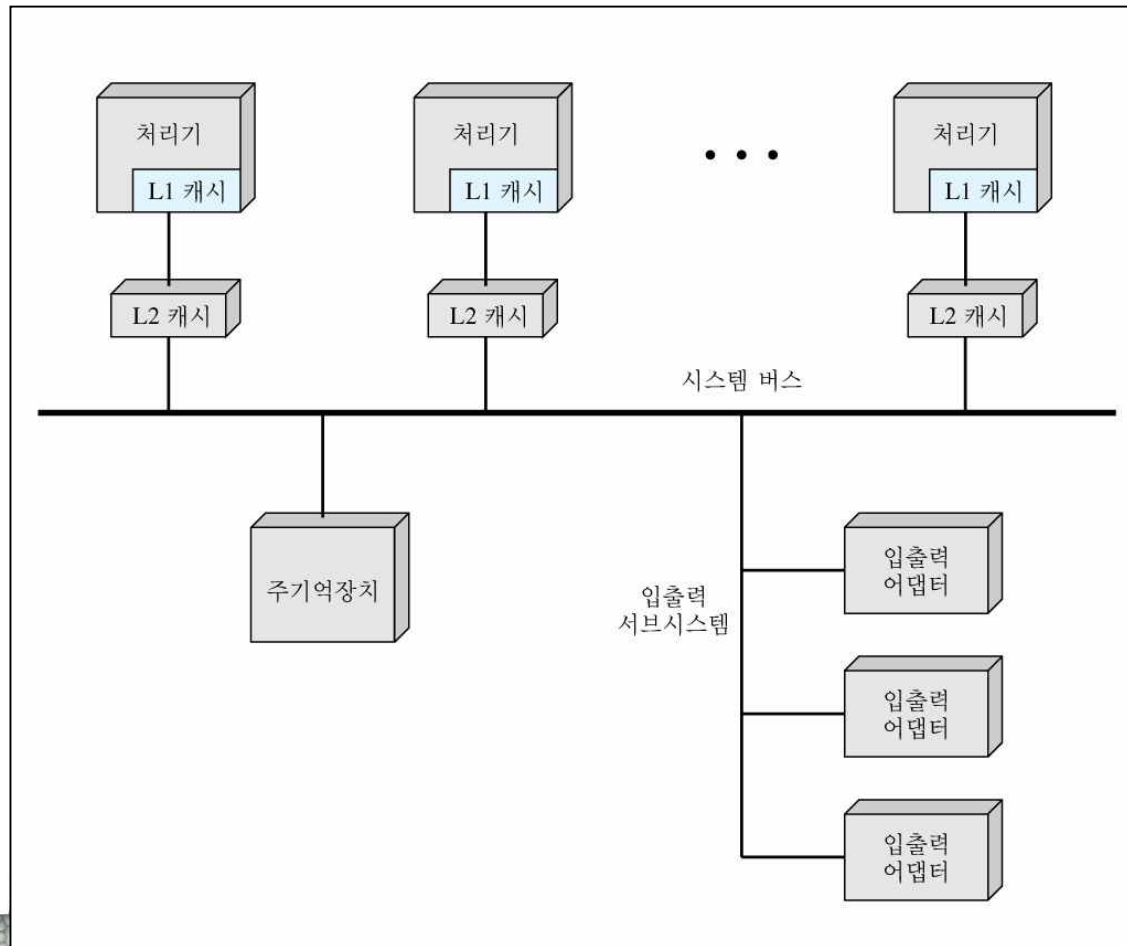 처리기
L1 캐시
처리기
L1 캐시
처리기
L1 캐시
L2 캐시
L2 캐시
L2 캐시
시스템 버스
주기억장치
입출력
서브시스템
입출력
어댑터
입출력
어댑터
입출력
어댑터